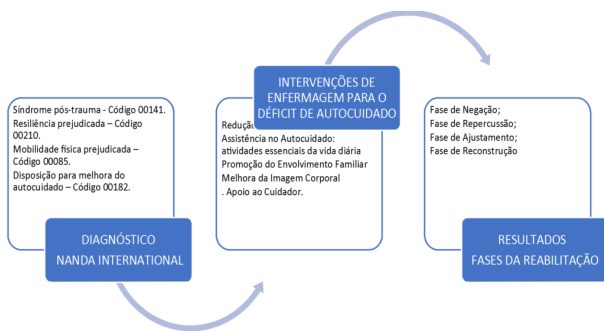 Síndrome pós-trauma - Código 00141.
Resiliência prejudicada – Código
00210.
Mobilidade física prejudicada –
Código 00085.
Disposição para melhora do
autocuidado – Código 00182.
DIAGNÓSTICO
NANDA INTERNATIONAL
INTERVENÇÕES DE
ENFERMAGEM PARA O
DÉFICIT DE AUTOCUIDADO
Redução
Assistência no Autocuidado:
atividades essenciais da vida diária
Promoção do Envolvimento Familiar
Melhora da Imagem Corporal
. Apoio ao Cuidador.
Fase de Negação;
Fase de Repercussão;
Fase de Ajustamento;
Fase de Reconstrução
RESULTADOS
FASES DA REABILITAÇÃO